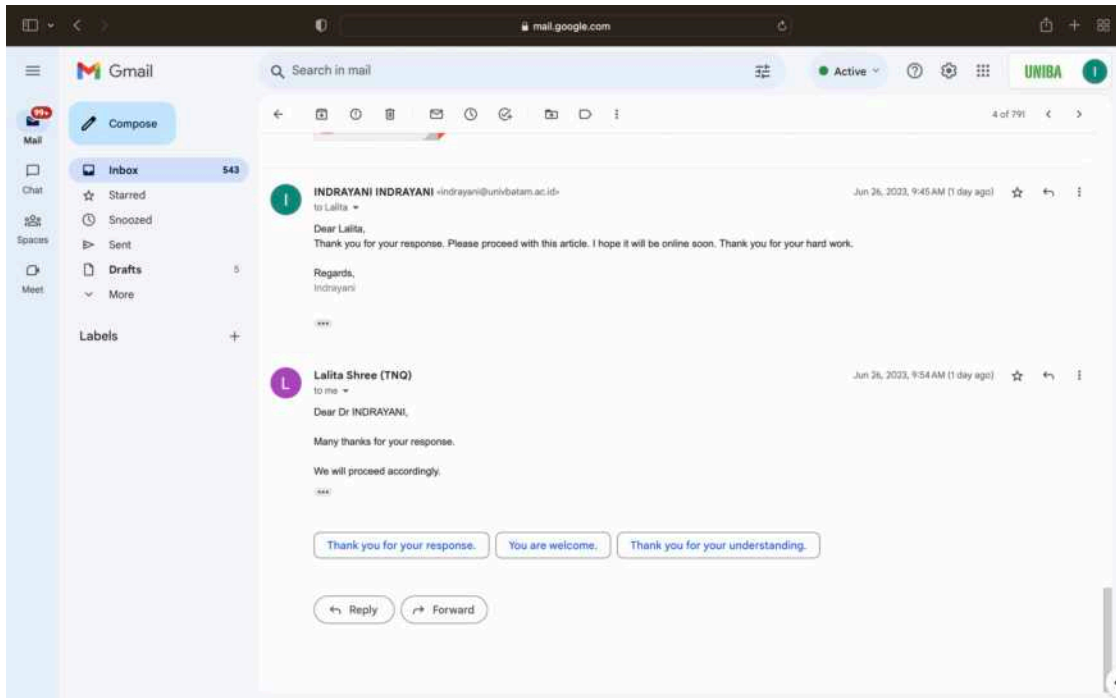 mail.google.com
Gmail
Search in mail
Active
UNIBA
I
99+
Mail
Compose
4 of 791
Inbox 543
Chat
Starred
Snoozed
Spaces
Sent
Drafts 5
Meet
More
Labels
I
INDRAYANI INDRAYANI <indrayani@univbatam.ac.id>
Jun 26, 2023, 9:45 AM (1 day ago)
to Lalita
Dear Lalita,
Thank you for your response. Please proceed with this article. I hope it will be online soon. Thank you for your hard work.
Regards,
Indrayani
L
Lalita Shree (TNQ)
Jun 26, 2023, 9:54 AM (1 day ago)
to me
Dear Dr INDRAYANI,
Many thanks for your response.
We will proceed accordingly.
Thank you for your response. You are welcome. Thank you for your understanding.
Reply Forward